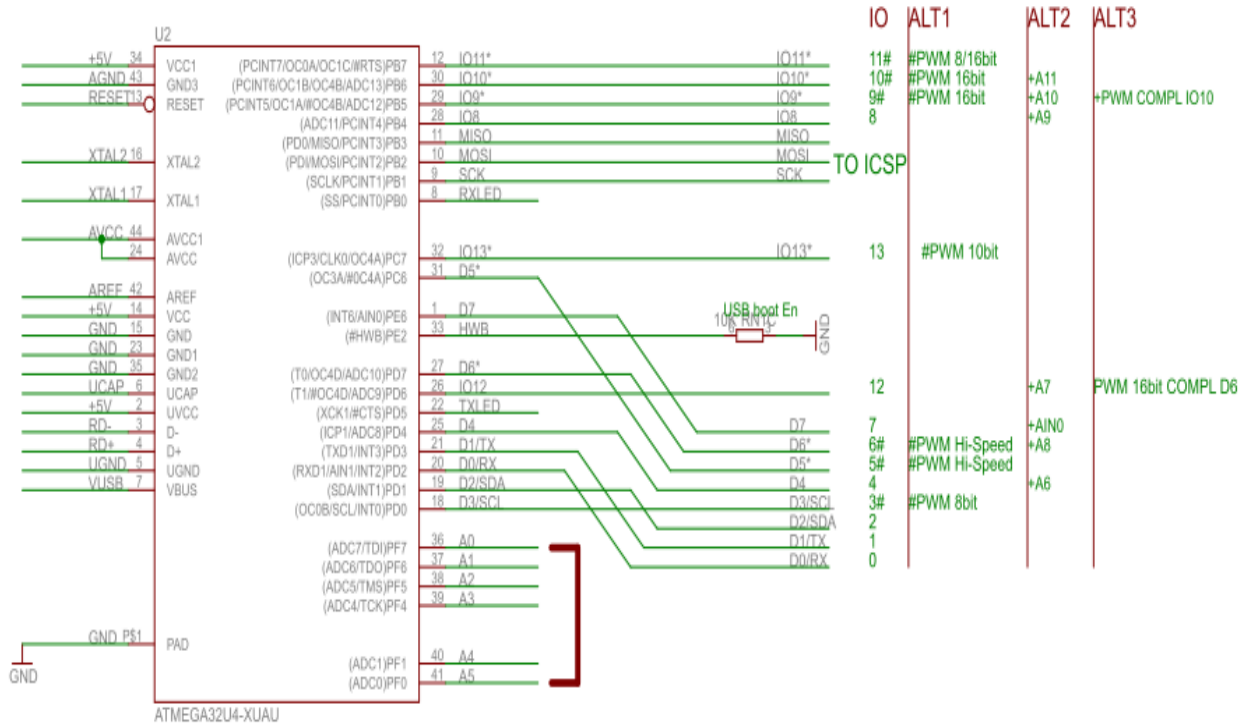 IO ALT1 ALT2 ALT3
U2
+5V 34 VCC1 (PCINT7/OC0A/OC1C/#RTS)PB7 12 IO11* IO11* 11# #PWM 8/16bit
AGND 43 GND3 (PCINT6/OC1B/OC4B/ADC13)PB6 30 IO10* IO10* 10# #PWM 16bit +A11
RESET 13 RESET (PCINT5/OC1A/#OC4B/ADC12)PB5 29 IO9* IO9* 9# #PWM 16bit +A10 +PWM COMPL IO10
(ADC11/PCINT4)PB4 28 IO8 IO8 8 +A9
(PD0/MISO/PCINT3)PB3 11 MISO MISO
XTAL2 16 XTAL2 (PDI/MOSI/PCINT2)PB2 10 MOSI MOSI TO ICSP
(SCLK/PCINT1)PB1 9 SCK SCK
XTAL1 17 XTAL1 (SS/PCINT0)PB0 8 RXLED
AVCC 44 AVCC1
24 AVCC (ICP3/CLK0/OC4A)PC7 32 IO13* IO13* 13 #PWM 10bit
(OC3A/#0C4A)PC6 31 D5*
AREF 42 AREF
+5V 14 VCC (INT6/AIN0)PE6 1 D7 USB boot En
GND 15 GND (#HWB)PE2 33 HWB 10K RN1C GND
GND 23 GND1
GND 35 GND2 (T0/OC4D/ADC10)PD7 27 D6*
UCAP 6 UCAP (T1/#OC4D/ADC9)PD6 26 IO12 12 +A7 PWM 16bit COMPL D6
+5V 2 UVCC (XCK1/#CTS)PD5 22 TXLED
RD- 3 D- (ICP1/ADC8)PD4 25 D4 D7 7 +AIN0
RD+ 4 D+ (TXD1/INT3)PD3 21 D1/TX D6* 6# #PWM Hi-Speed +A8
UGND 5 UGND (RXD1/AIN1/INT2)PD2 20 D0/RX D5* 5# #PWM Hi-Speed
VUSB 7 VBUS (SDA/INT1)PD1 19 D2/SDA D4 4 +A6
(OC0B/SCL/INT0)PD0 18 D3/SCL D3/SCL 3# #PWM 8bit
D2/SDA 2
(ADC7/TDI)PF7 36 A0 D1/TX 1
(ADC6/TDO)PF6 37 A1 D0/RX 0
(ADC5/TMS)PF5 38 A2
(ADC4/TCK)PF4 39 A3
GND P$1 PAD
(ADC1)PF1 40 A4
GND (ADC0)PF0 41 A5
ATMEGA32U4-XUAU